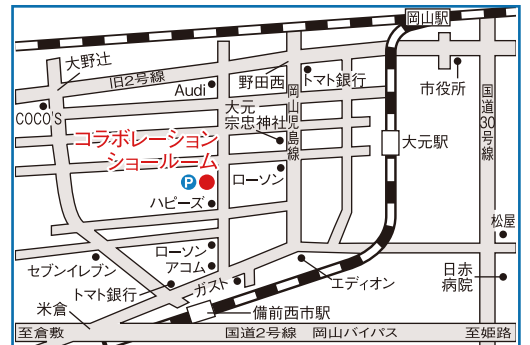 岡山駅
大野辻
旧2号線
Audi
野田西
トマト銀行
市役所
国道30号線
COCO'S
岡山児島線
大元
宗忠神社
大元駅
コラボレーション
ショールーム
P
ローソン
ハピーズ
松屋
セブンイレブン
ローソン
アコム
エディオン
日赤
病院
トマト銀行
ガスト
米倉
備前西市駅
至倉敷
国道2号線 岡山バイパス
至姫路